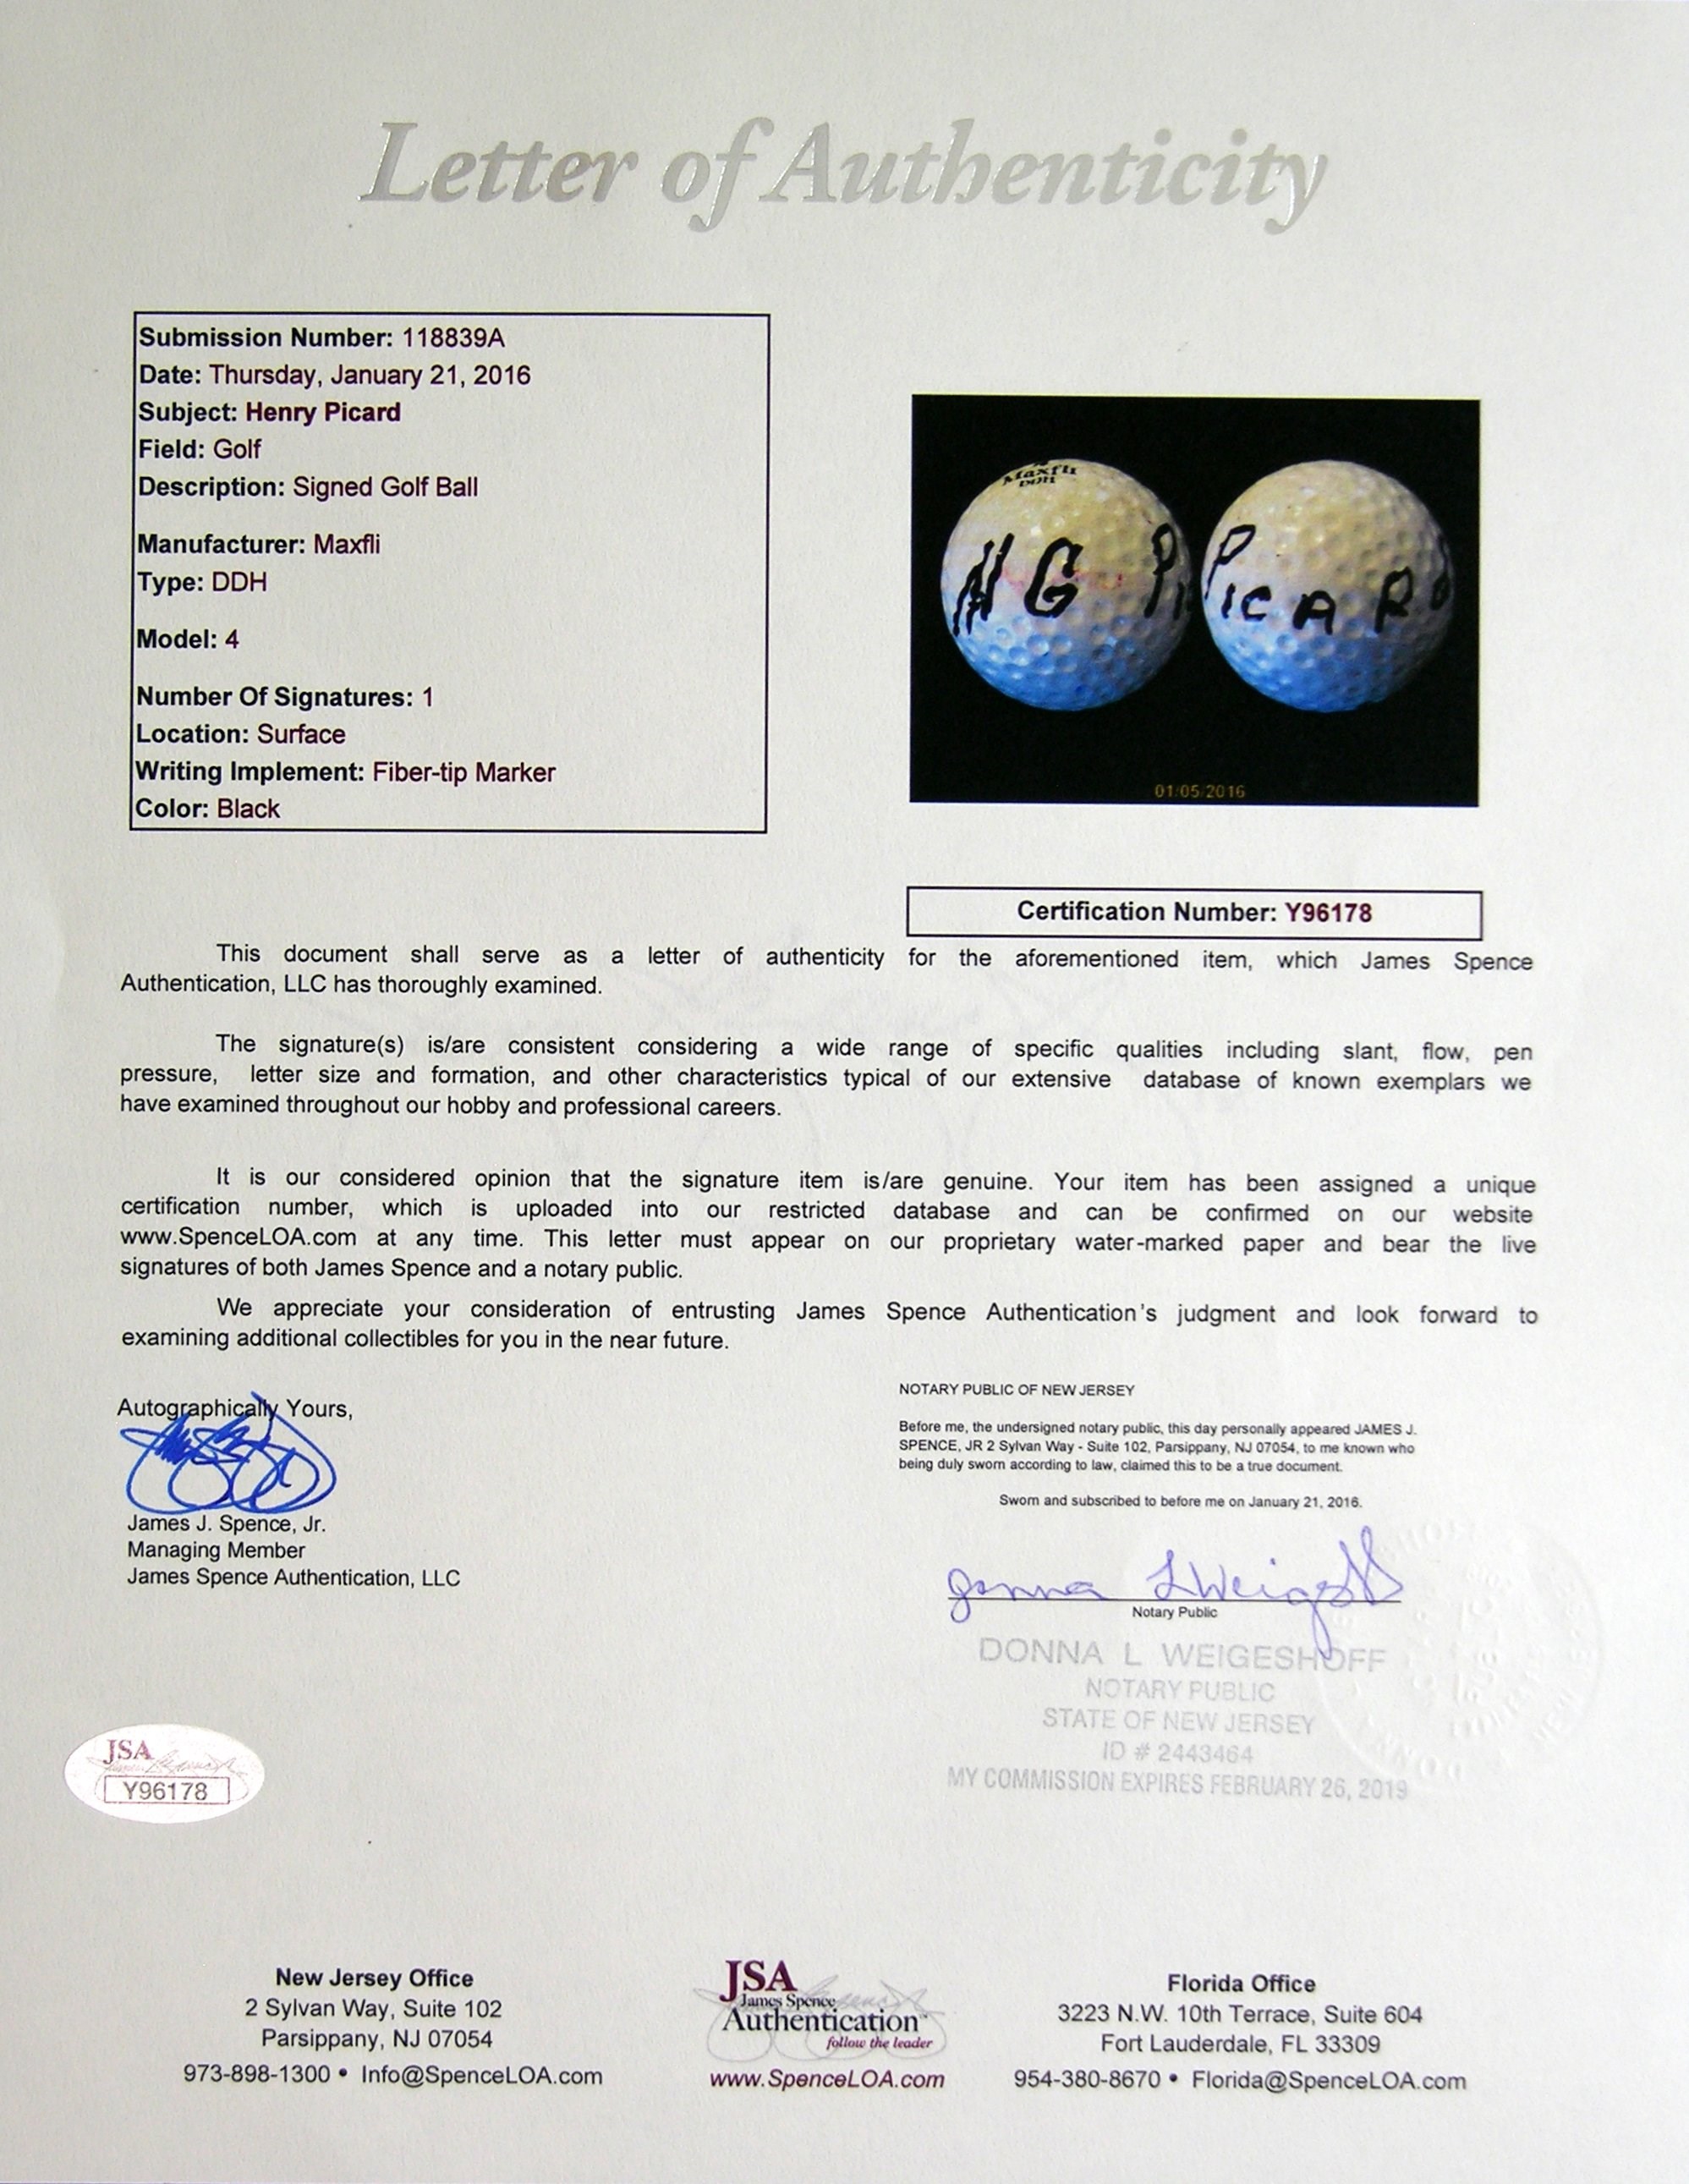 Letter of Authenticity
Submission Number: 118839A
Date: Thursday, January 21, 2016
Subject: Henry Picard
Field: Golf
Description: Signed Golf Ball
Manufacturer: Maxfli
Type: DDH
Model: 4
Number Of Signatures: 1
Location: Surface
Writing Implement: Fiber-tip Marker
Color: Black
Maxfli
DDH
HG Pi
PICARD
01/05/2016
Certification Number: Y96178
This document shall serve as a letter of authenticity for the aforementioned item, which James Spence
Authentication, LLC has thoroughly examined.
The signature(s) is/are consistent considering a wide range of specific qualities including slant, flow, pen
pressure, letter size and formation, and other characteristics typical of our extensive database of known exemplars we
have examined throughout our hobby and professional careers.
It is our considered opinion that the signature item is/are genuine. Your item has been assigned a unique
certification number, which is uploaded into our restricted database and can be confirmed on our website
www.SpenceLOA.com at any time. This letter must appear on our proprietary water-marked paper and bear the live
signatures of both James Spence and a notary public.
We appreciate your consideration of entrusting James Spence Authentication's judgment and look forward to
examining additional collectibles for you in the near future.
Autographically Yours,
James J. Spence, Jr.
Managing Member
James Spence Authentication, LLC
NOTARY PUBLIC OF NEW JERSEY
Before me, the undersigned notary public, this day personally appeared JAMES J.
SPENCE, JR 2 Sylvan Way - Suite 102, Parsippany, NJ 07054, to me known who
being duly sworn according to law, claimed this to be a true document.
Sworn and subscribed to before me on January 21, 2016.
Donna L Weigeshoff
Notary Public
DONNA L WEIGESHOFF
NOTARY PUBLIC
STATE OF NEW JERSEY
ID # 2443464
MY COMMISSION EXPIRES FEBRUARY 26, 2019
JSA
Y96178
New Jersey Office
2 Sylvan Way, Suite 102
Parsippany, NJ 07054
973-898-1300 • Info@SpenceLOA.com
JSA
James Spence
Authentication™
follow the leader
www.SpenceLOA.com
Florida Office
3223 N.W. 10th Terrace, Suite 604
Fort Lauderdale, FL 33309
954-380-8670 • Florida@SpenceLOA.com